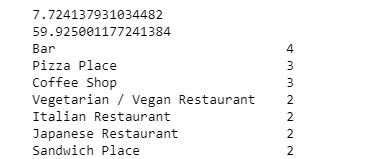 7.724137931034482
59.925001177241384
Bar 4
Pizza Place 3
Coffee Shop 3
Vegetarian / Vegan Restaurant 2
Italian Restaurant 2
Japanese Restaurant 2
Sandwich Place 2